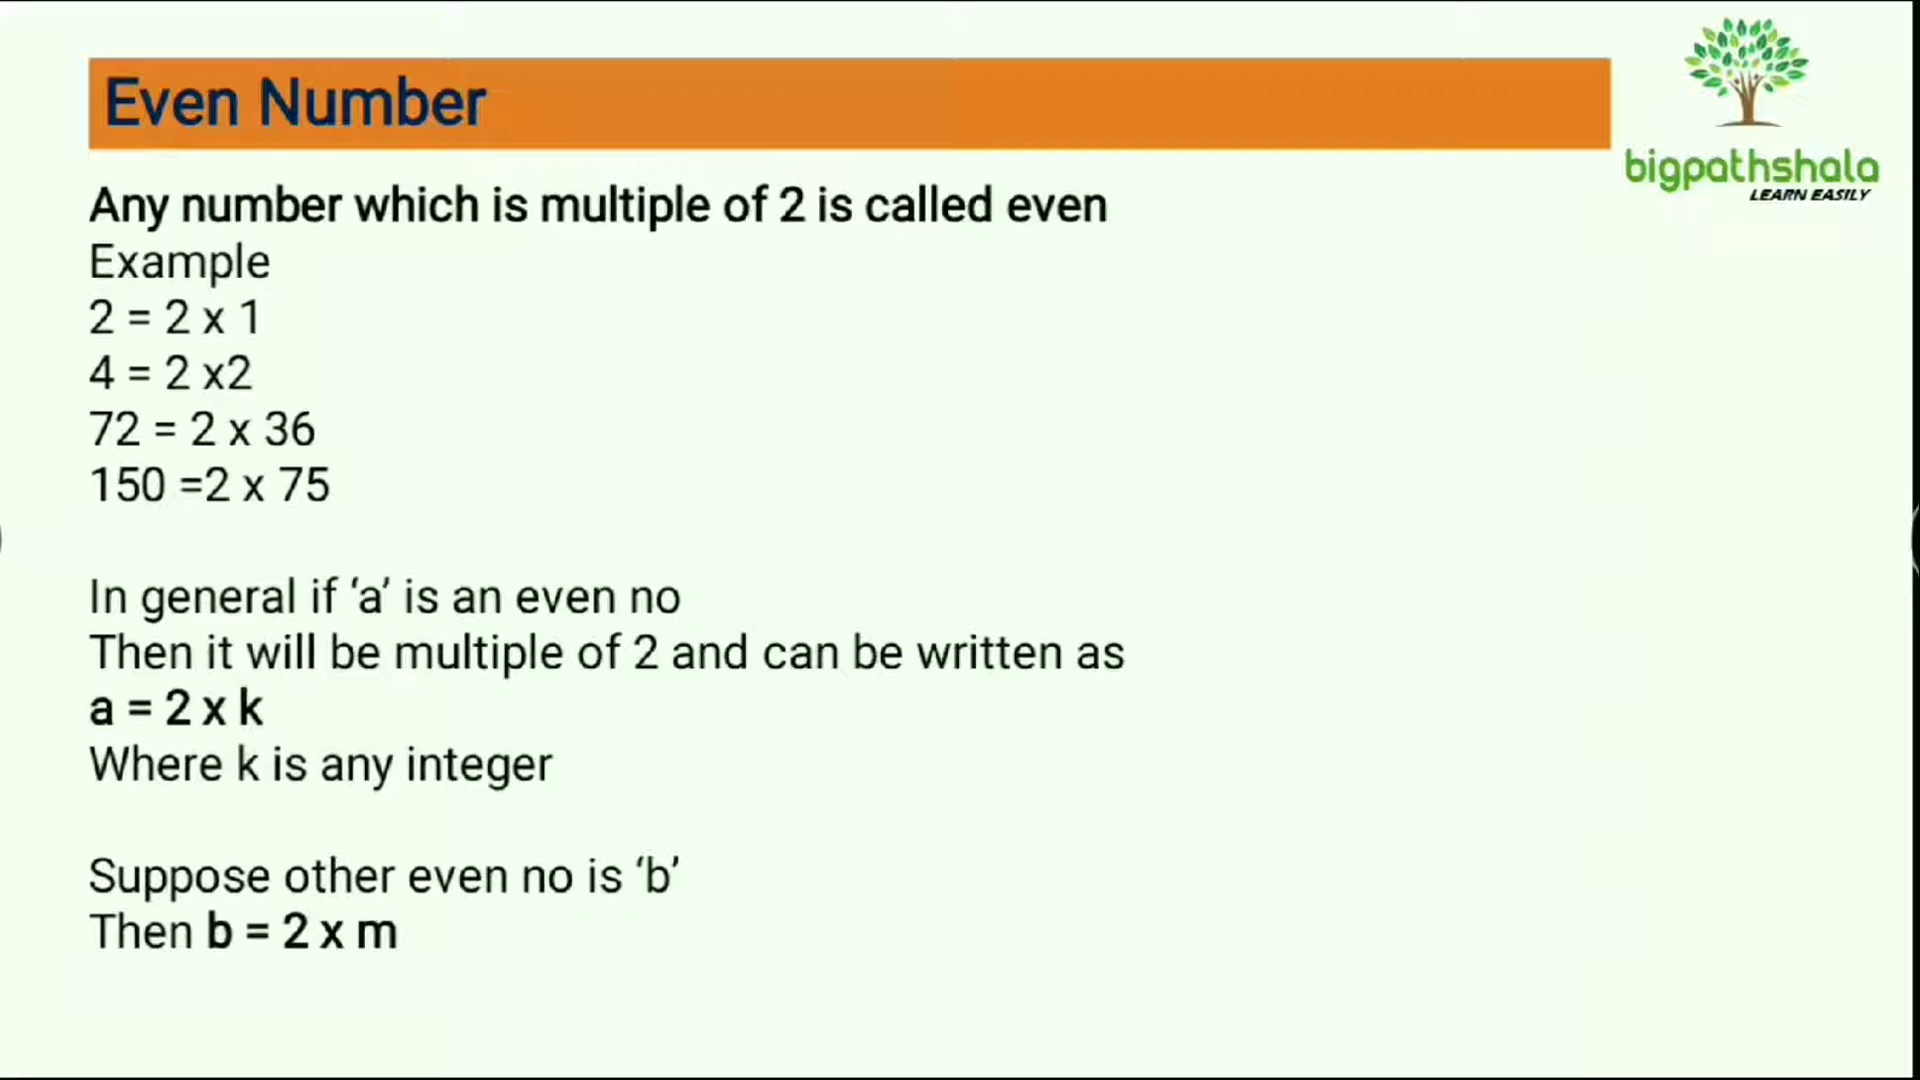 Even Number
bigpathshala
LEARN EASILY
Any number which is multiple of 2 is called even
Example
2 = 2 x 1
4 = 2 x2
72 = 2 x 36
150 =2 x 75
In general if ‘a’ is an even no
Then it will be multiple of 2 and can be written as
a = 2 x k
Where k is any integer
Suppose other even no is ‘b’
Then b = 2 x m